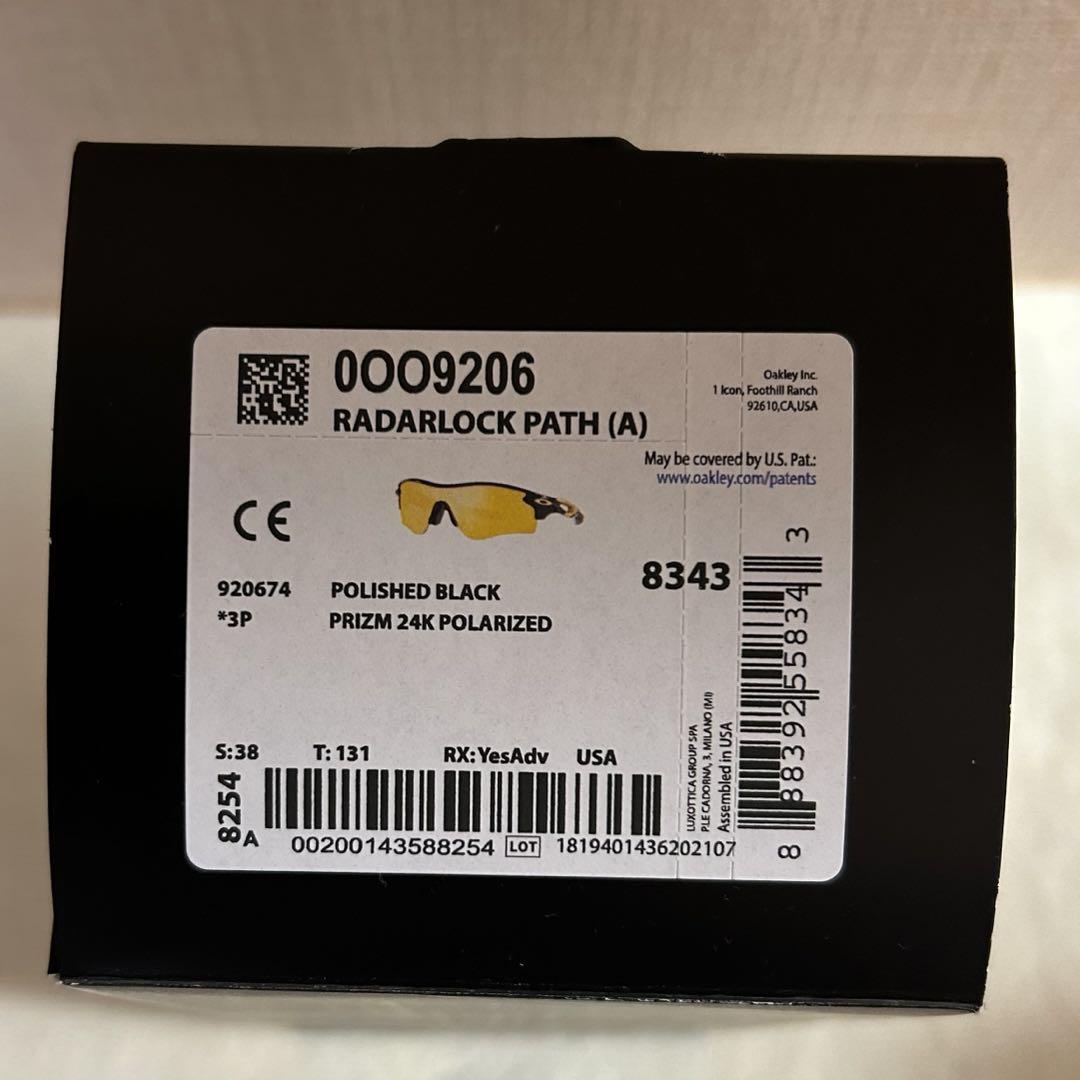 0OO9206
RADARLOCK PATH (A)
Oakley Inc.
1 Icon, Foothill Ranch
92610,CA,USA
May be covered by U.S. Pat.:
www.oakley.com/patents
CE
8343
920674 POLISHED BLACK
*3P PRIZM 24K POLARIZED
S:38 T: 131 RX:YesAdv USA
8254 A
00200143588254 LOT 1819401436202107
LUXOTTICA GROUP SPA
PLE CADORNA, 3, MILANO (MI)
Assembled in USA
8 88392 55834 3